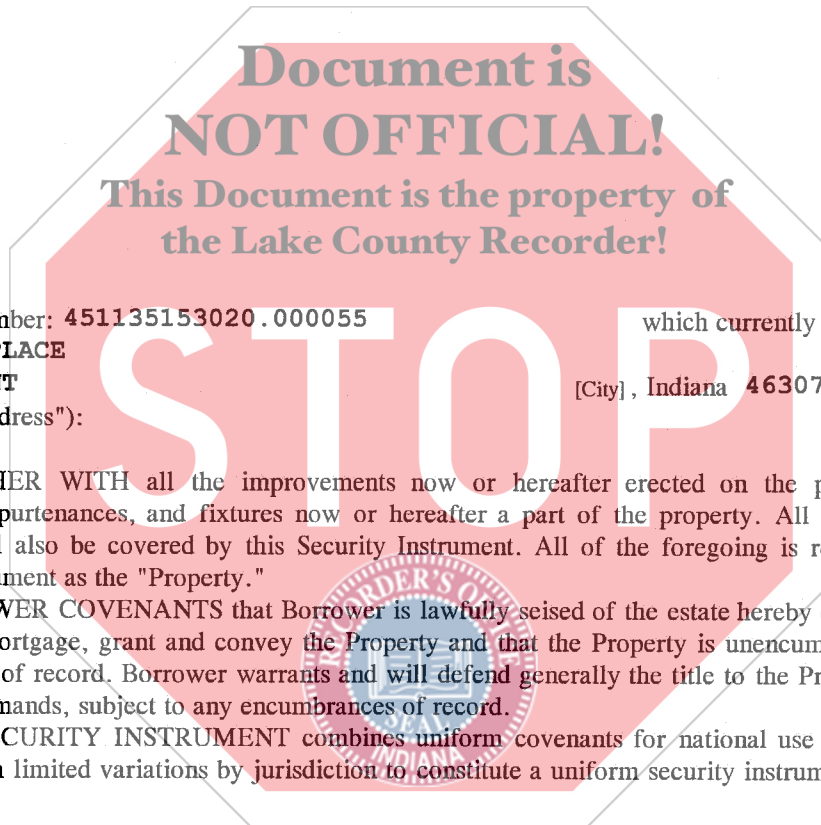 Document is
NOT OFFICIAL!
This Document is the property of
the Lake County Recorder!
STOP
mber: 451135153020.000055 which currently
PLACE
[City], Indiana 46307
dress"):
HER WITH all the improvements now or hereafter erected on the p
purtenances, and fixtures now or hereafter a part of the property. All
also be covered by this Security Instrument. All of the foregoing is r
ment as the "Property."
WER COVENANTS that Borrower is lawfully seised of the estate hereby
ortgage, grant and convey the Property and that the Property is unencum
of record. Borrower warrants and will defend generally the title to the Pr
mands, subject to any encumbrances of record.
CURITY INSTRUMENT combines uniform covenants for national use
limited variations by jurisdiction to constitute a uniform security instrum
RECORDER'S OFFICE
SEAL
INDIANA